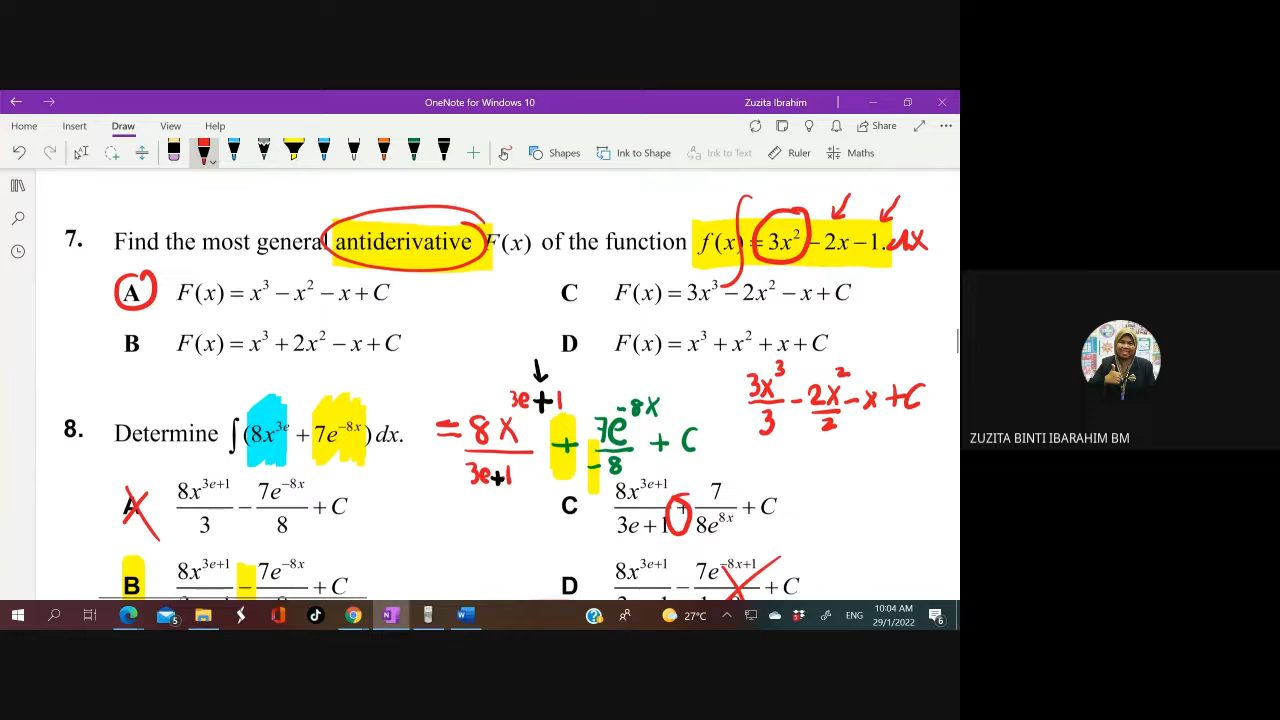 OneNote for Windows 10
Zuzita Ibrahim
Home Insert Draw View Help
Share
Shapes Ink to Shape Ink to Text Ruler Maths
7. Find the most general antiderivative F(x) of the function f(x) = 3x² − 2x − 1. dx
A F(x) = x³ − x² − x + C
C F(x) = 3x³ − 2x² − x + C
B F(x) = x³ + 2x² − x + C
D F(x) = x³ + x² + x + C
3x³/3 − 2x²/2 − x + C
8. Determine ∫(8x^{3e} + 7e^{−8x}) dx.
= 8x^{3e+1}/(3e+1) + 7e^{−8x}/−8 + C
A 8x^{3e+1}/3 − 7e^{−8x}/8 + C
C 8x^{3e+1}/(3e+1) + 7/(8e^{8x}) + C
B 8x^{3e+1} − 7e^{−8x} + C
D 8x^{3e+1} − 7e^{−8x+1} + C
ZUZITA BINTI IBARAHIM BM
5
27°C
ENG
10:04 AM
29/1/2022
6